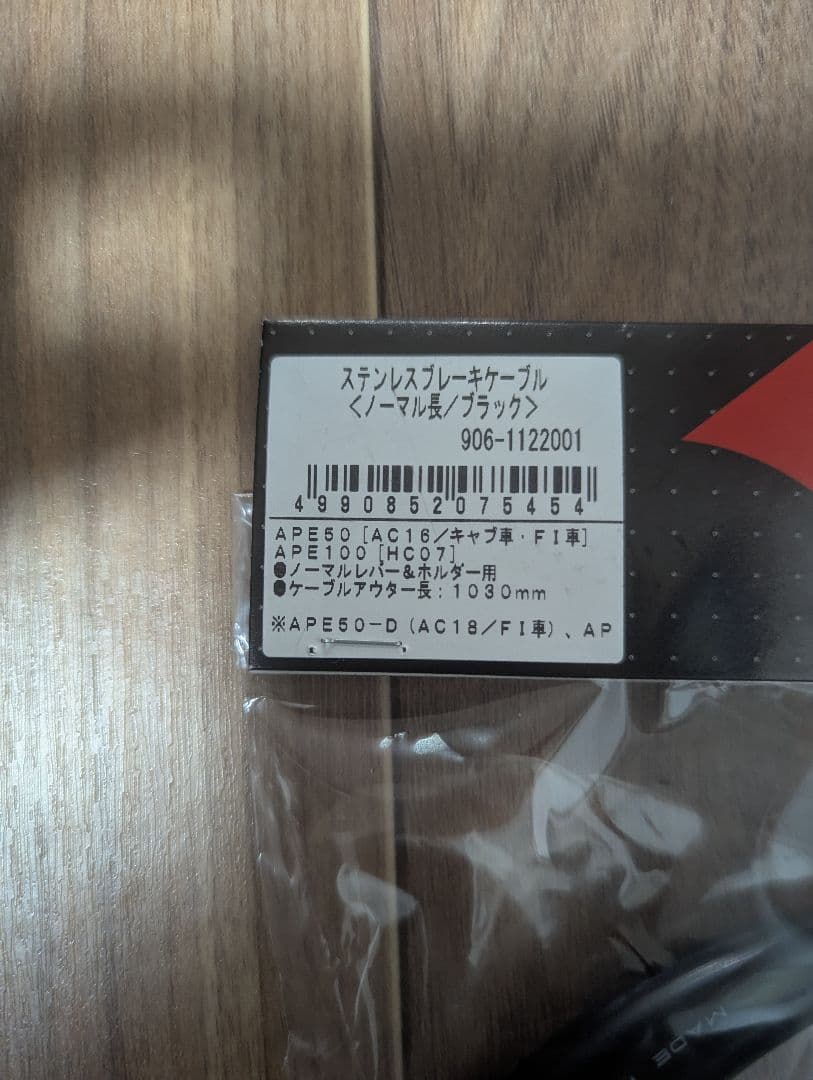 ステンレスブレーキケーブル
<ノーマル長/ブラック>
906-1122001
4990852075454
APE50[AC16/キャブ車・FI車]
APE100[HC07]
●ノーマルレバー&ホルダー用
●ケーブルアウター長:1030mm
※APE50-D(AC18/FI車)、AP
MADE